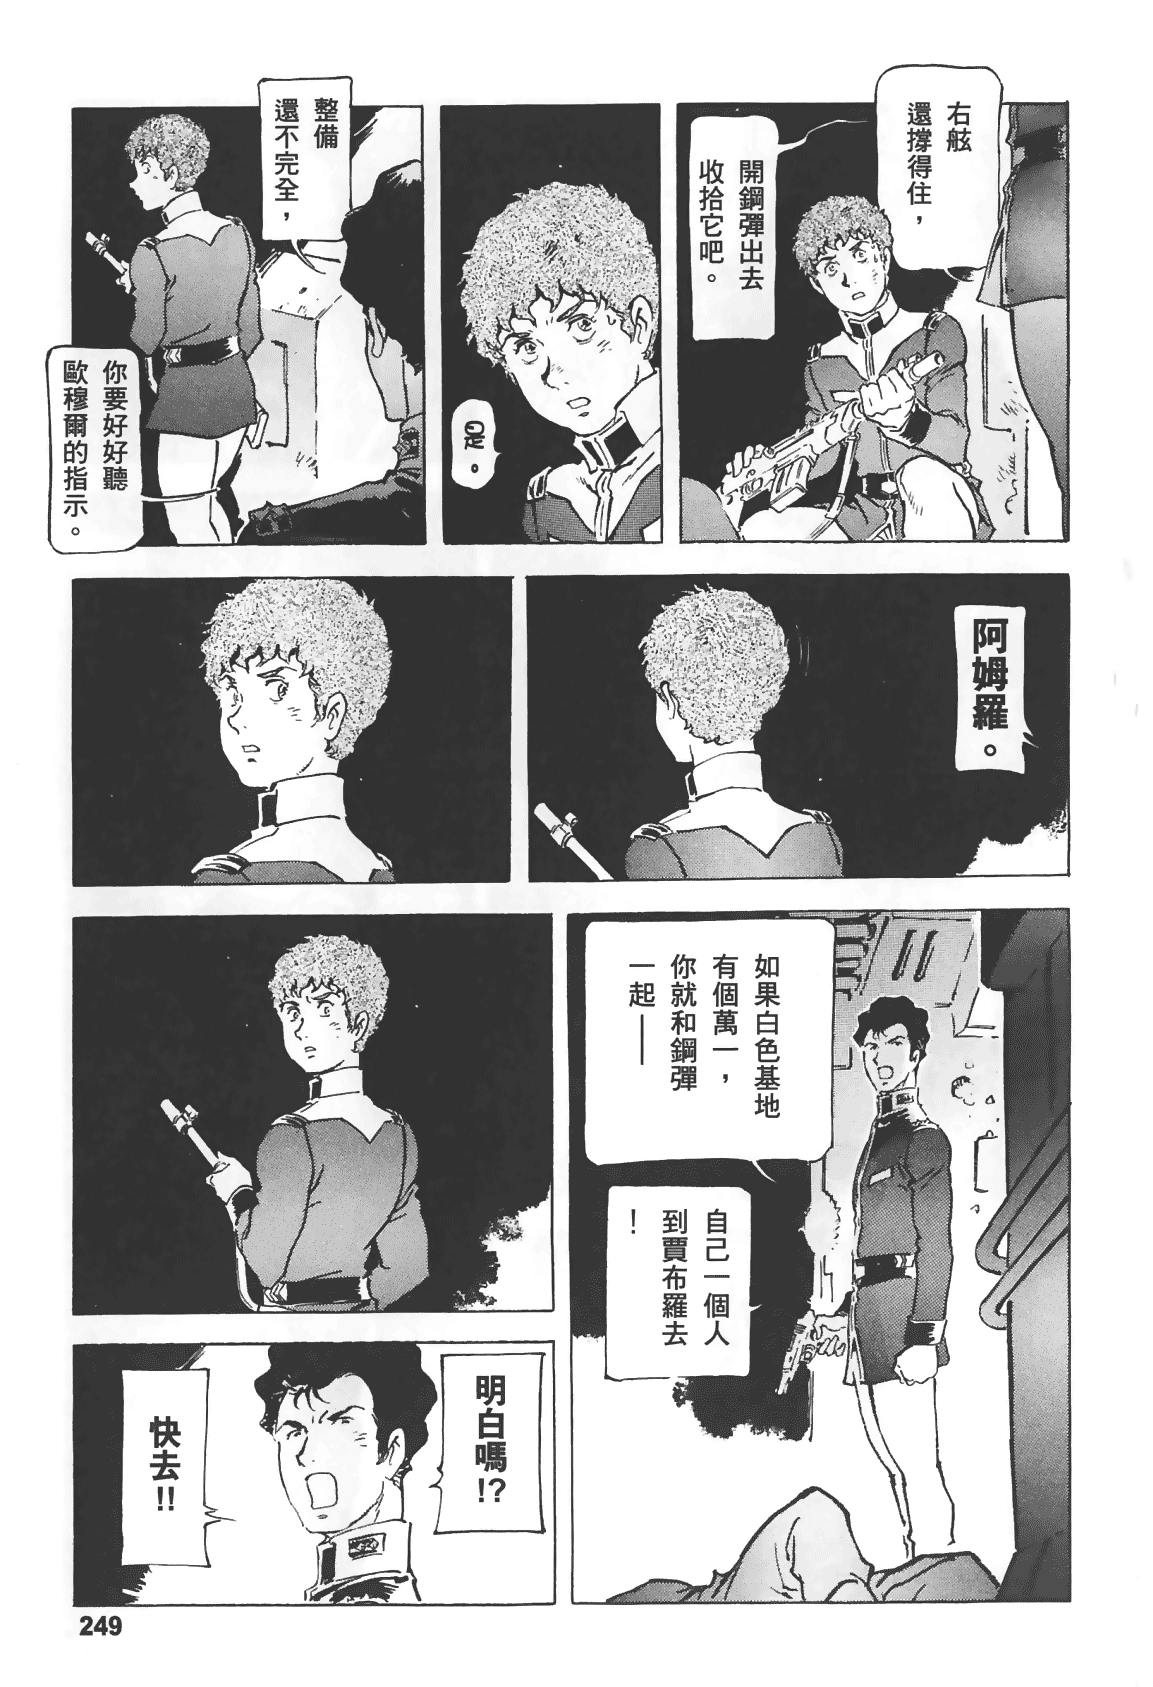 右舷
還撐得住，
開鋼彈出去
收拾它吧。
是。
整備
還不完全，
你要好好聽
歐穆爾的指示。
阿姆羅。
如果白色基地
有個萬一，
你就和鋼彈
一起——
自己一個人
到賈布羅去
！
明白嗎!?
快去!!
249